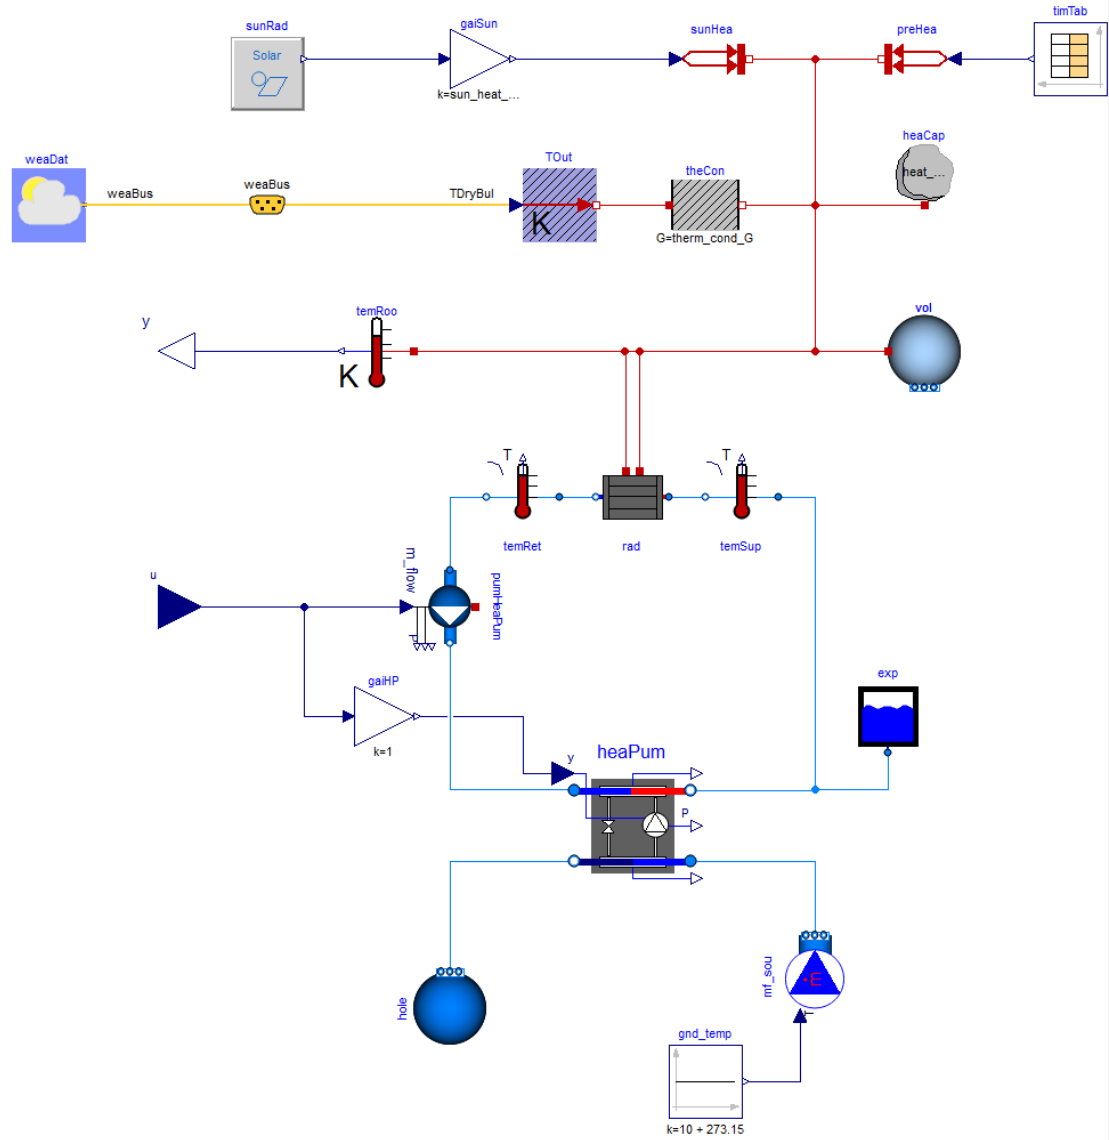 sunRad
gaiSun
sunHea
preHea
timTab
Solar
k=sun_heat_...
weaDat
weaBus
weaBus
TDryBul
TOut
K
theCon
G=therm_cond_G
heaCap
heat_...
y
temRoo
K
vol
T
T
temRet
rad
temSup
u
m_flow
pumHeaPum
P
gaiHP
k=1
exp
heaPum
y
P
hole
mf_sou
E
T
gnd_temp
k=10 + 273.15